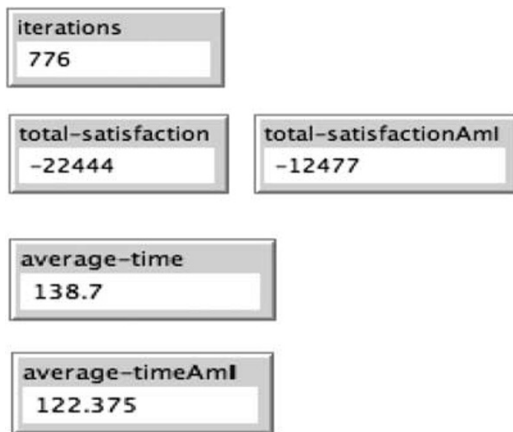 iterations
776
total-satisfaction
-22444
total-satisfactionAmI
-12477
average-time
138.7
average-timeAmI
122.375